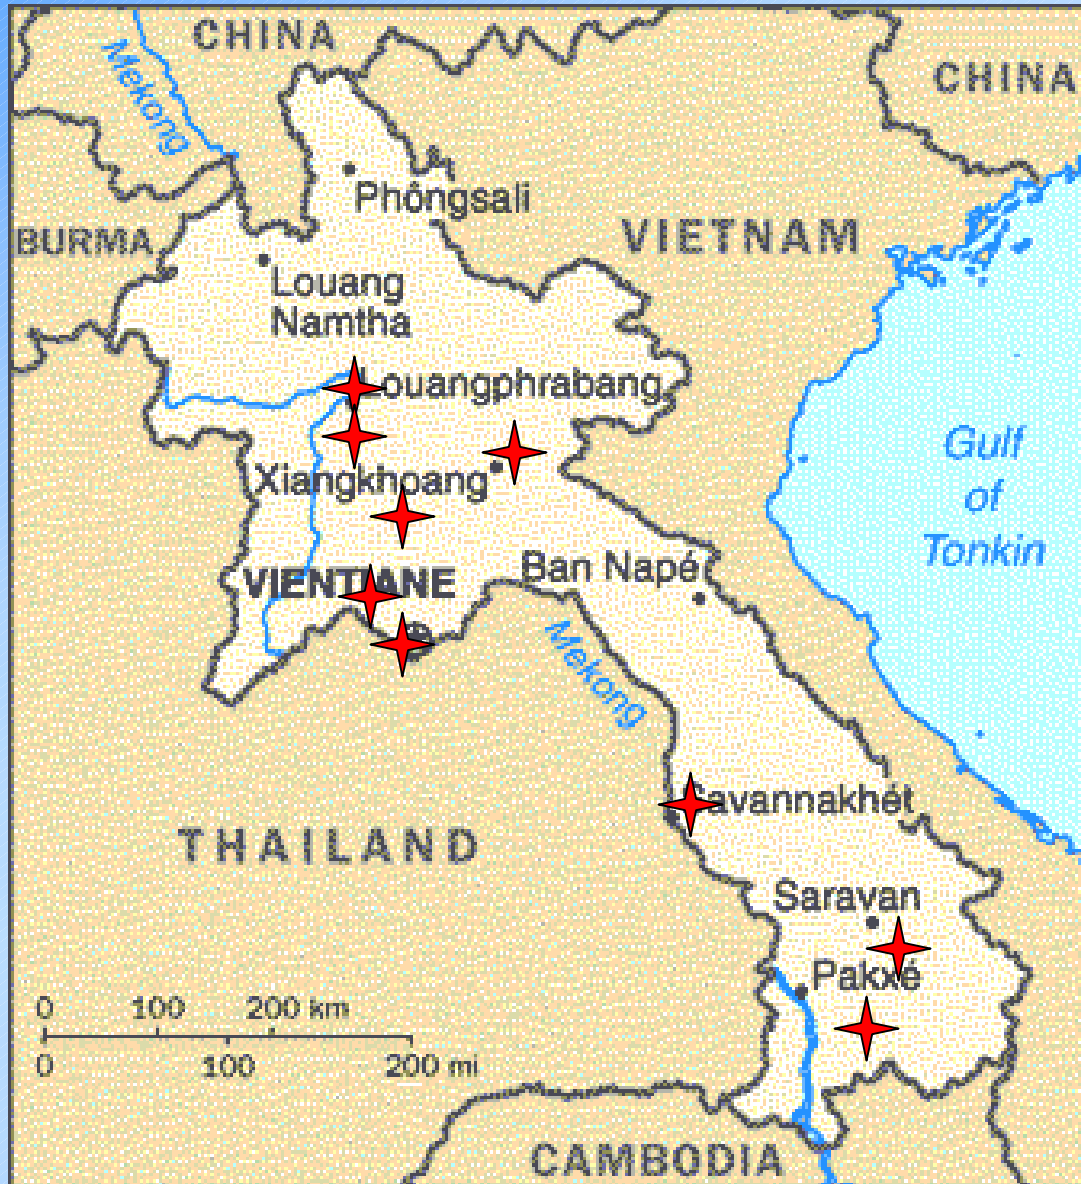 CHINA
Mekong
CHINA
Phôngsali
BURMA
VIETNAM
Louang
Namtha
Louangphrabang
Gulf
of
Tonkin
Xiangkhoang
Ban Napé
VIENTIANE
Mekong
Savannakhét
THAILAND
Saravan
Pakxé
0 100 200 km
0 100 200 mi
CAMBODIA